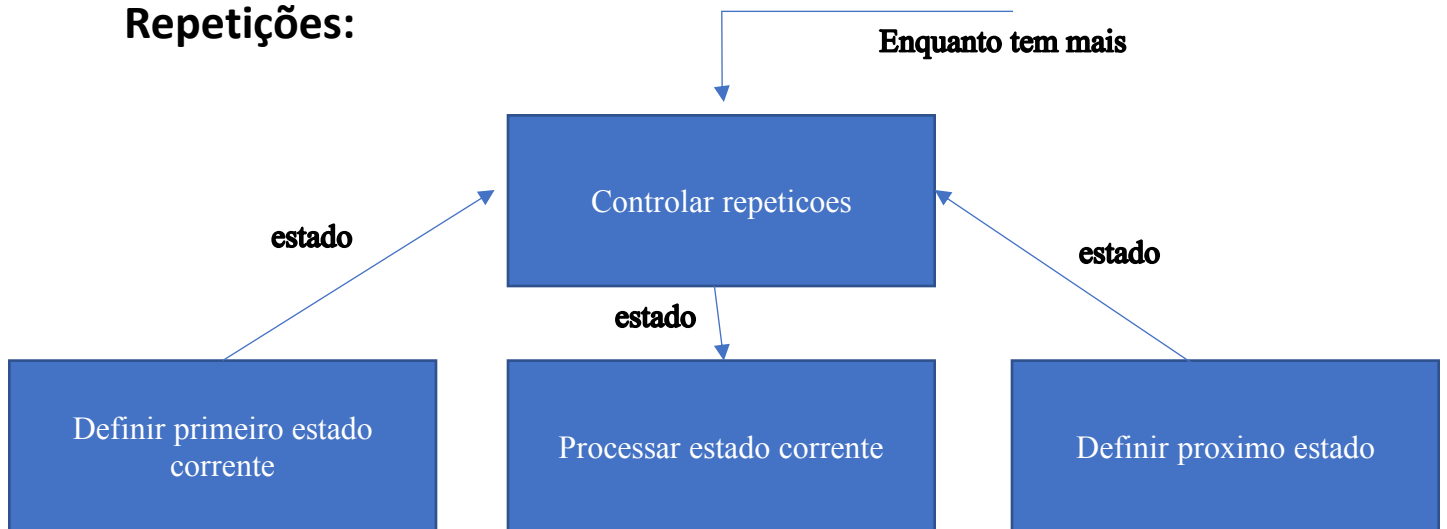 Repetições:
Enquanto tem mais
Controlar repeticoes
estado
estado
estado
Definir primeiro estado
corrente
Processar estado corrente
Definir proximo estado